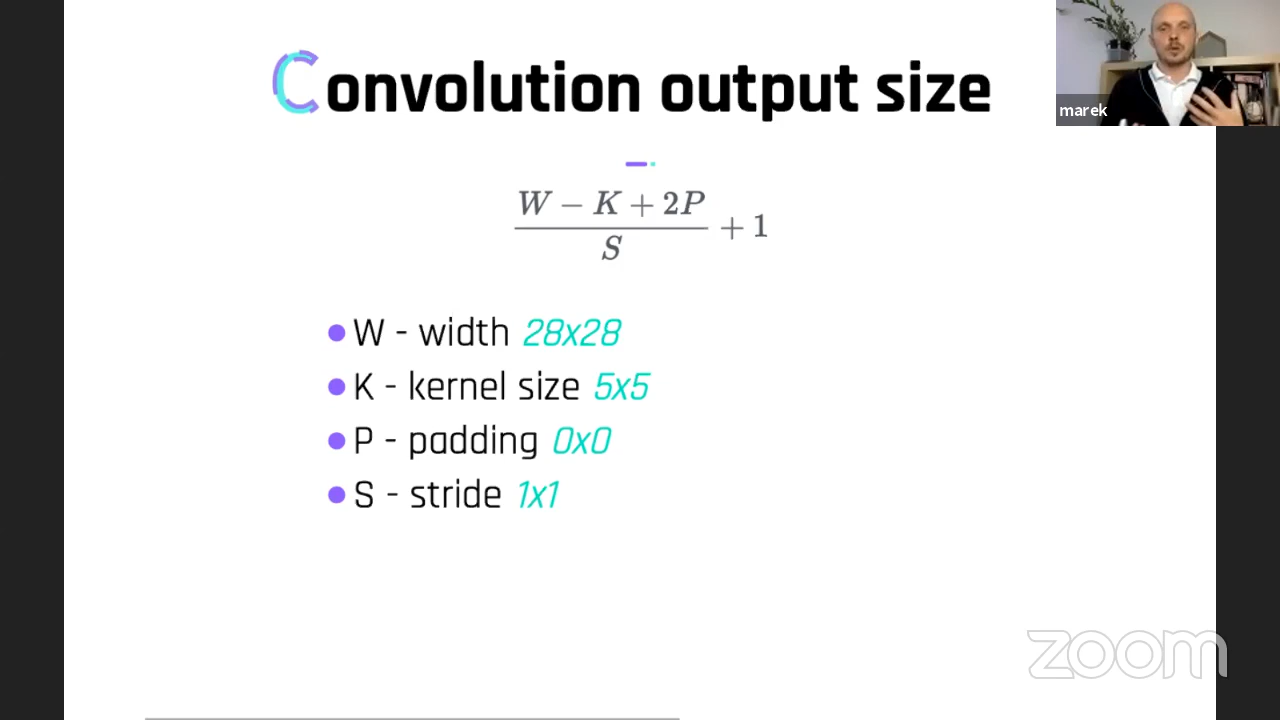 Convolution output size
marek
W − K + 2P
S
+ 1
W - width 28x28
K - kernel size 5x5
P - padding 0x0
S - stride 1x1
zoom